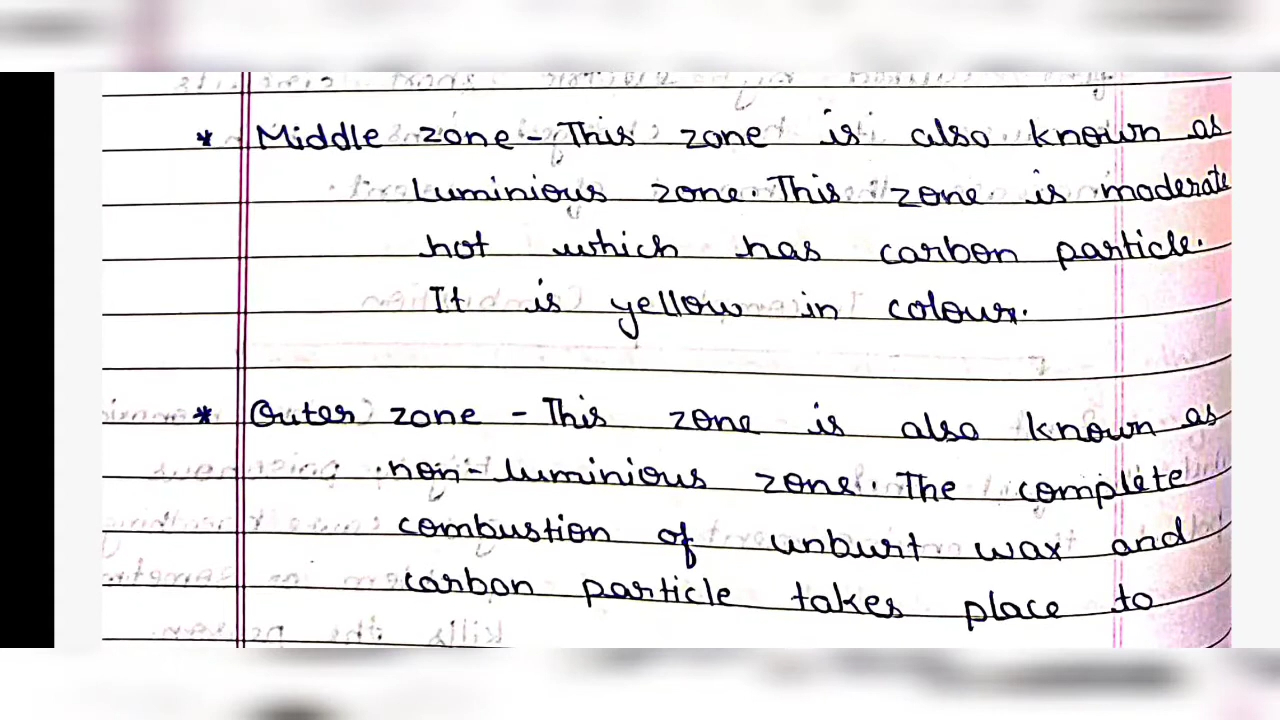 * Middle zone - This zone is also known as
Luminious zone. This zone is moderate
hot which has carbon particle.
It is yellow in colour.
* Outer zone - This zone is also known as
non-luminious zone. The complete
combustion of unburt wax and
carbon particle takes place to